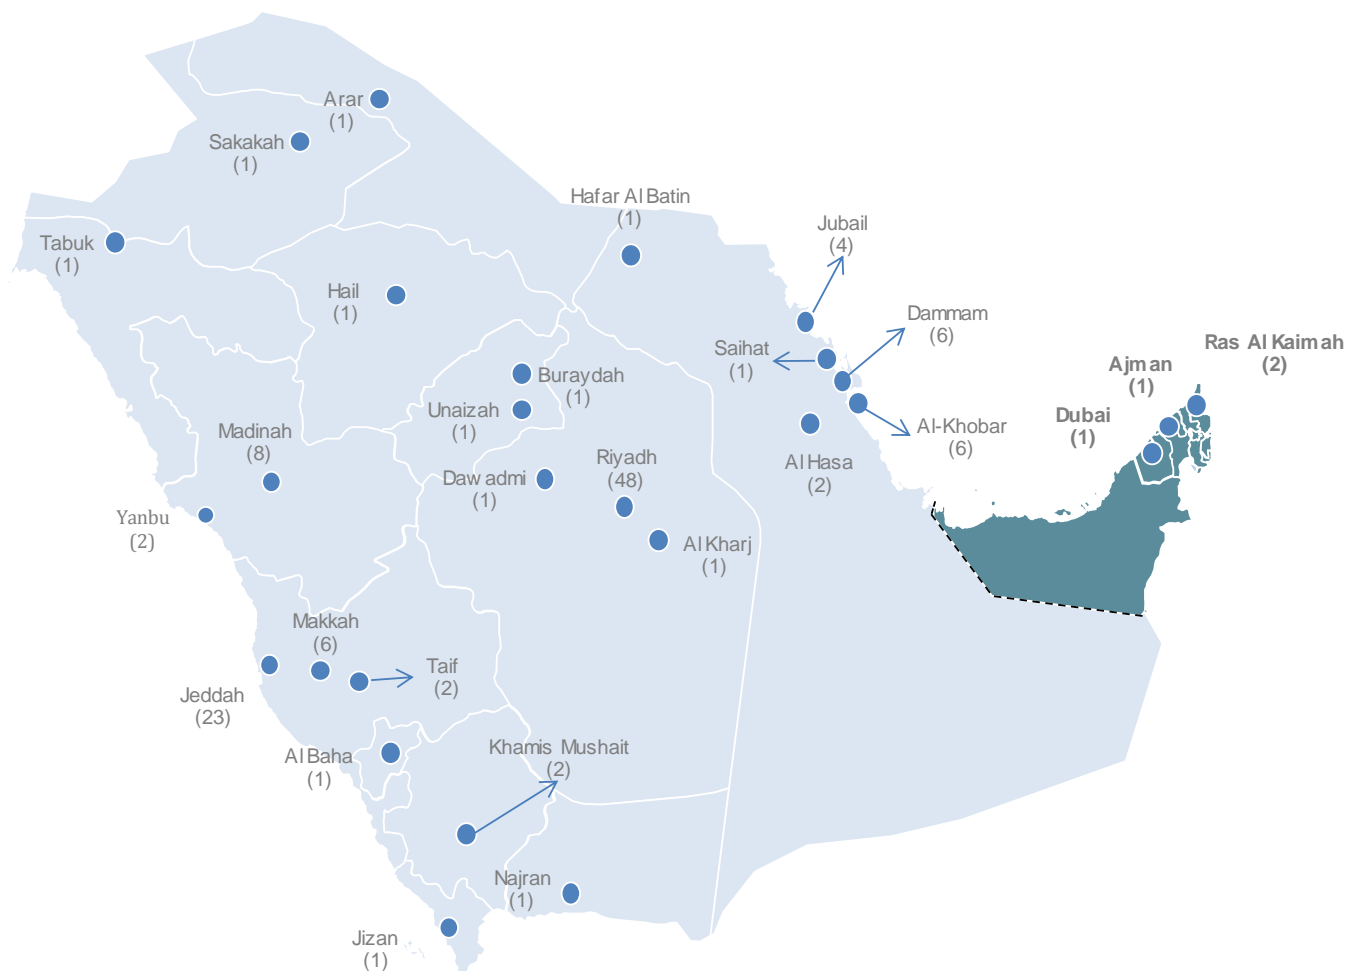 Arar
(1)
Sakakah
(1)
Hafar Al Batin
(1)
Jubail
(4)
Tabuk
(1)
Hail
(1)
Dammam
(6)
Saihat
(1)
Ras Al Kaimah
(2)
Ajman
(1)
Buraydah
(1)
Unaizah
(1)
Dubai
(1)
Al-Khobar
(6)
Madinah
(8)
Riyadh
(48)
Al Hasa
(2)
Dawadmi
(1)
Yanbu
(2)
Al Kharj
(1)
Makkah
(6)
Taif
(2)
Jeddah
(23)
Al Baha
(1)
Khamis Mushait
(2)
Najran
(1)
Jizan
(1)